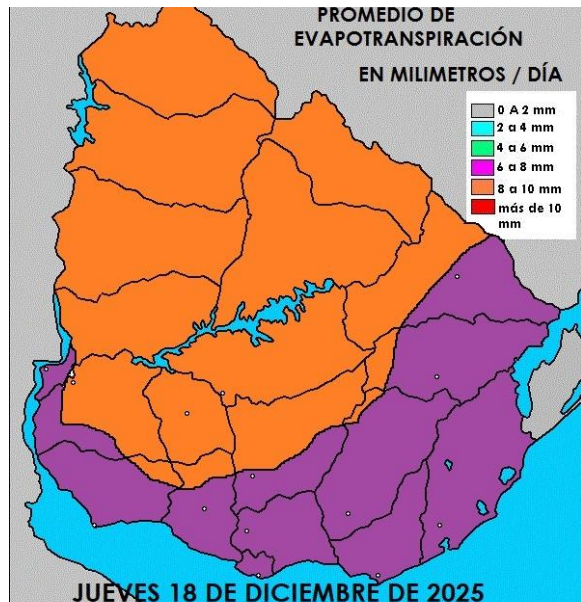 PROMEDIO DE
EVAPOTRANSPIRACIÓN
EN MILIMETROS / DÍA
0 A 2 mm
2 a 4 mm
4 a 6 mm
6 a 8 mm
8 a 10 mm
más de 10
mm
JUEVES 18 DE DICIEMBRE DE 2025